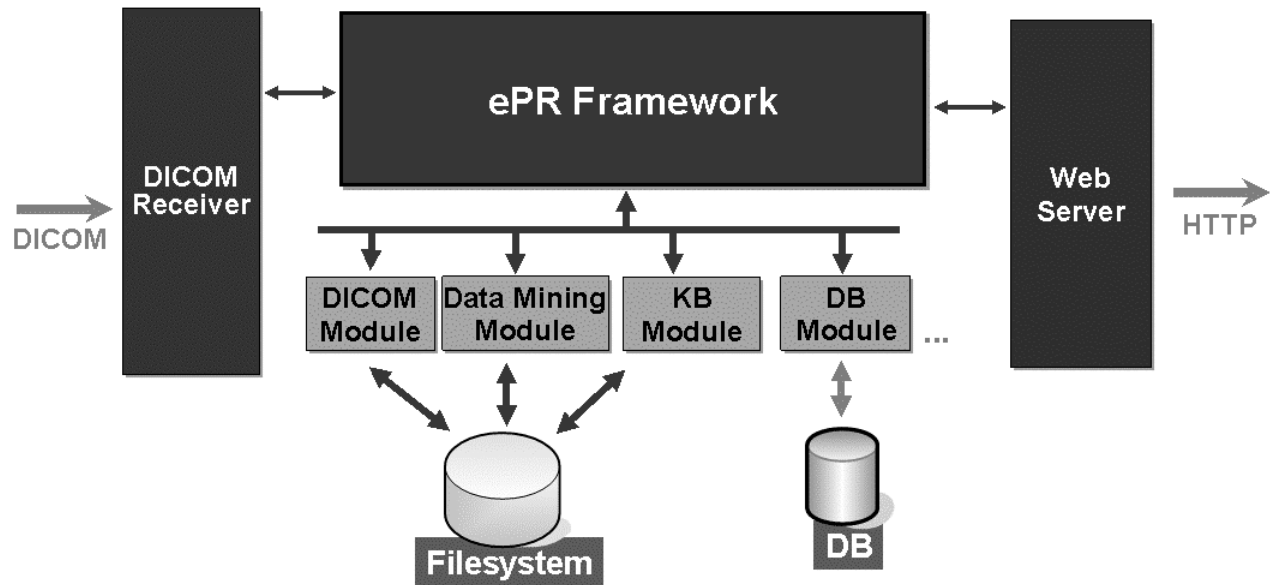 ePR Framework
DICOM
Receiver
DICOM
Web
Server
HTTP
DICOM
Module
Data Mining
Module
KB
Module
DB
Module
...
Filesystem
DB